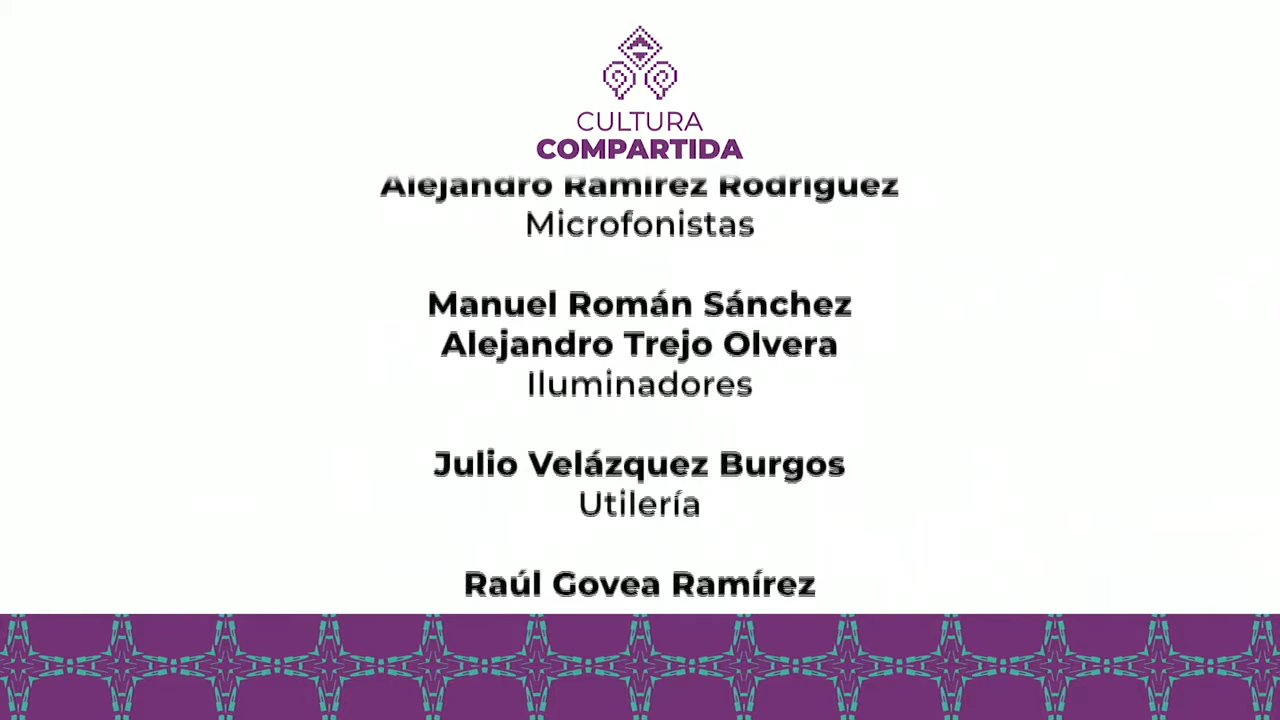 CULTURA
COMPARTIDA
Alejandro Ramírez Rodríguez
Microfonistas
Manuel Román Sánchez
Alejandro Trejo Olvera
Iluminadores
Julio Velázquez Burgos
Utilería
Raúl Govea Ramírez